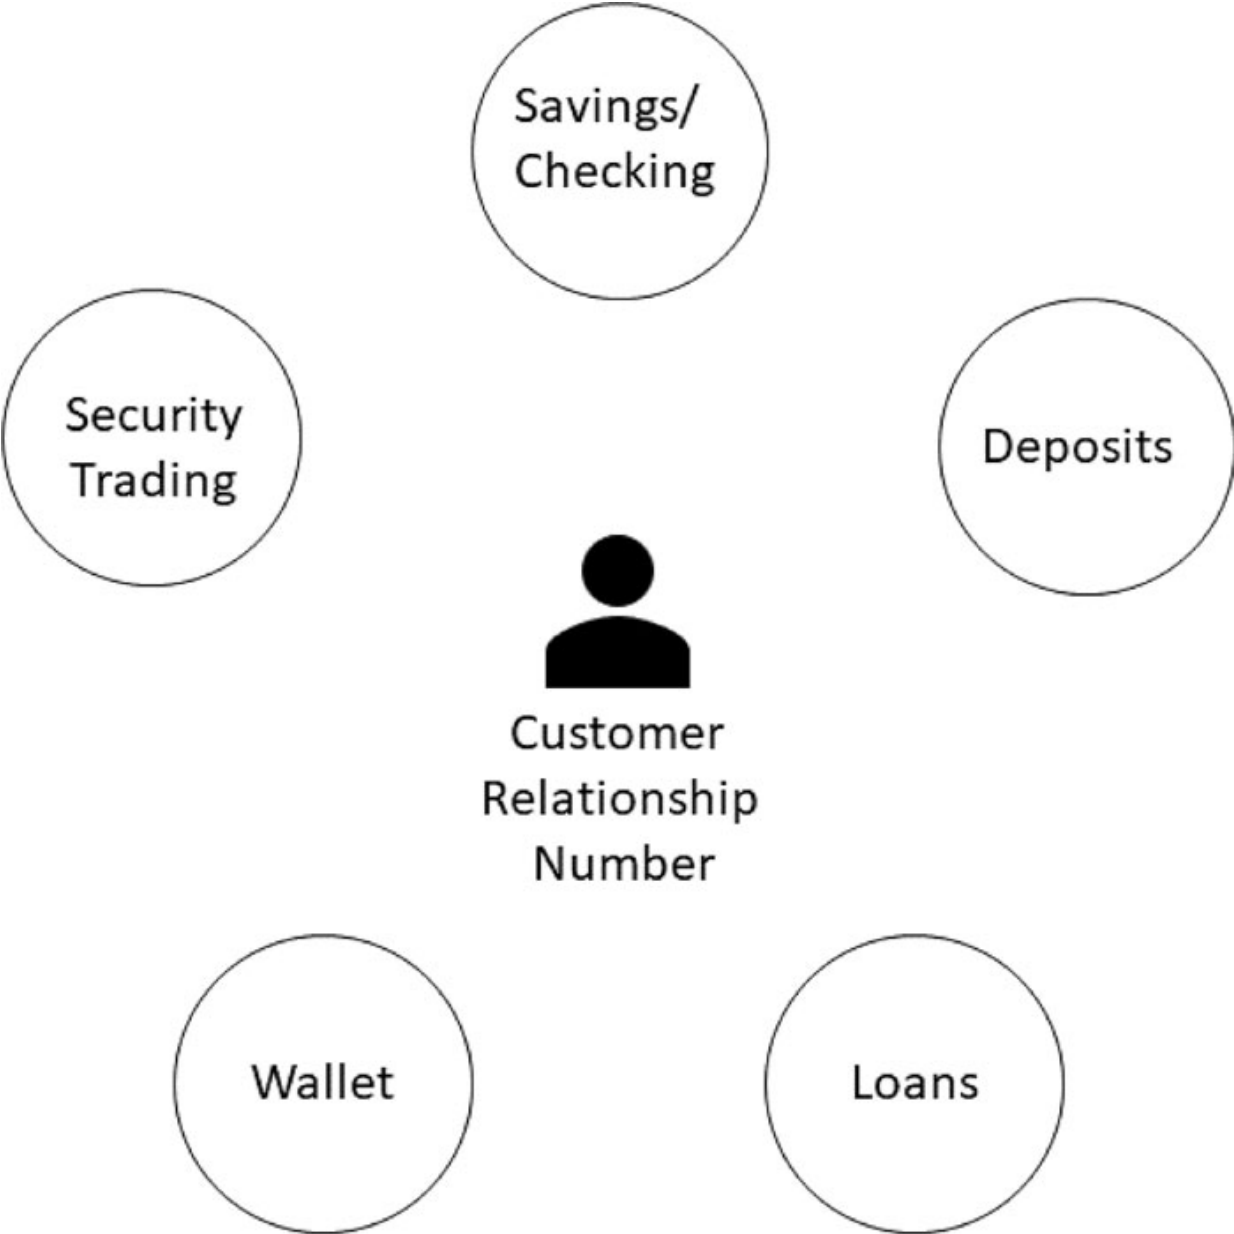 Savings/
Checking
Security
Trading
Deposits
Customer
Relationship
Number
Wallet
Loans